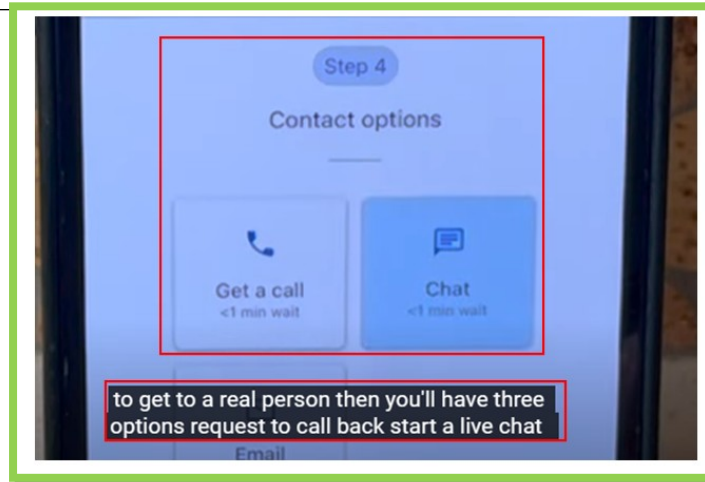 Step 4
Contact options
Get a call
<1 min wait
Chat
<1 min wait
to get to a real person then you'll have three
options request to call back start a live chat
Email